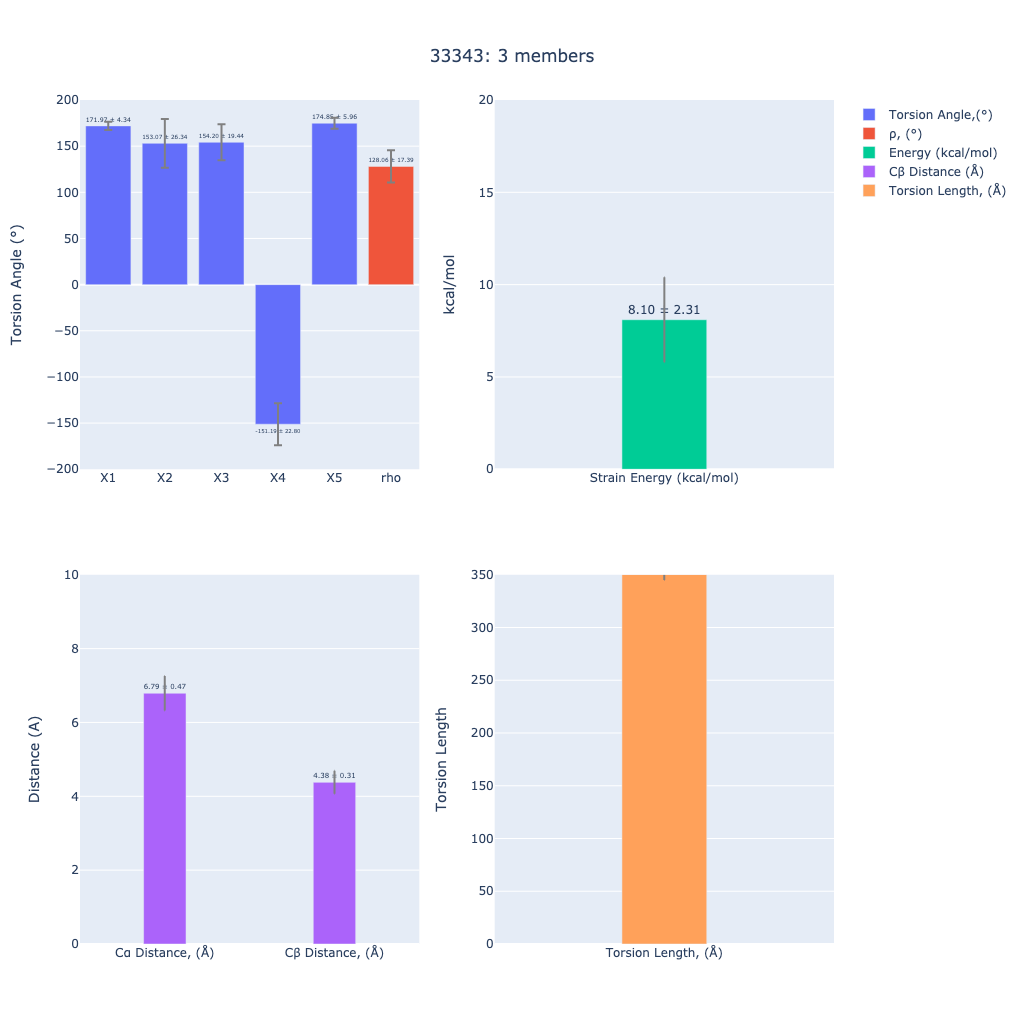 33343: 3 members
Torsion Angle (°)
200
150
100
50
0
−50
−100
−150
−200
171.97 ± 4.34
153.07 ± 26.34
154.20 ± 19.44
-151.19 ± 22.80
174.85 ± 5.96
128.06 ± 17.39
X1
X2
X3
X4
X5
rho
kcal/mol
20
15
10
5
0
8.10 ± 2.31
Strain Energy (kcal/mol)
Torsion Angle,(°)
ρ, (°)
Energy (kcal/mol)
Cβ Distance (Å)
Torsion Length, (Å)
Distance (A)
10
8
6
4
2
0
6.79 ± 0.47
4.38 ± 0.31
Cα Distance, (Å)
Cβ Distance, (Å)
Torsion Length
350
300
250
200
150
100
50
0
Torsion Length, (Å)